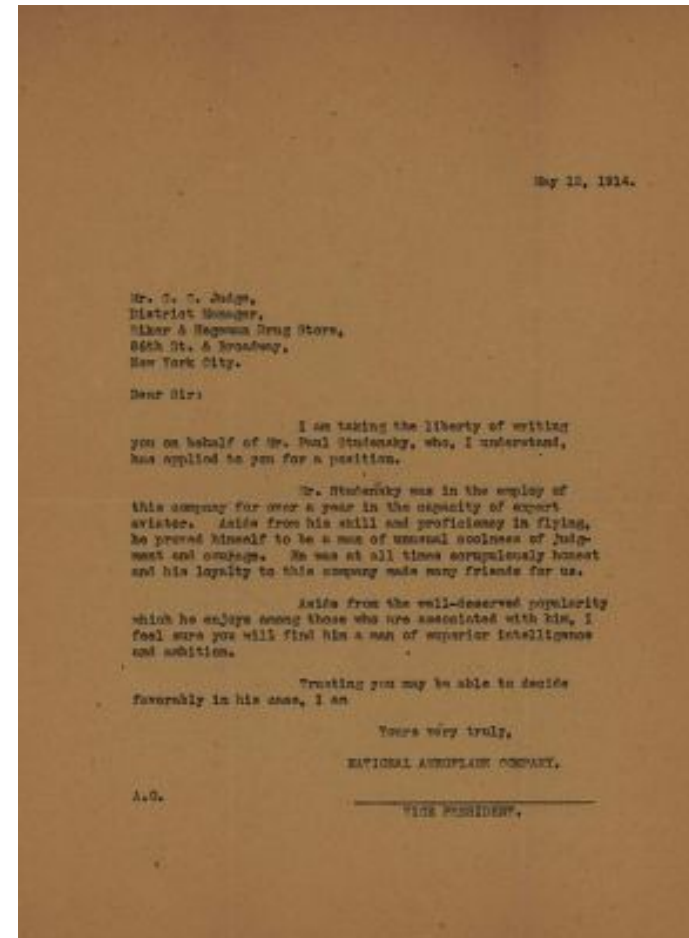 May 12, 1914.
Mr. C. C. Judge,
District Manager,
Riker & Hegeman Drug Store,
86th St. & Broadway,
New York City.
Dear Sir:
I am taking the liberty of writing
you on behalf of Mr. Paul Studensky, who, I understand,
has applied to you for a position.
Mr. Studensky was in the employ of
this company for over a year in the capacity of expert
aviator. Aside from his skill and proficiency in flying,
he proved himself to be a man of unusual coolness of judg-
ment and courage. He was at all times scrupulously honest
and his loyalty to this company made many friends for us.
Aside from the well-deserved popularity
which he enjoys among those who are associated with him, I
feel sure you will find him a man of superior intelligence
and ambition.
Trusting you may be able to decide
favorably in his case, I am
Yours very truly,
NATIONAL AEROPLANE COMPANY.
A.G.
VICE PRESIDENT.